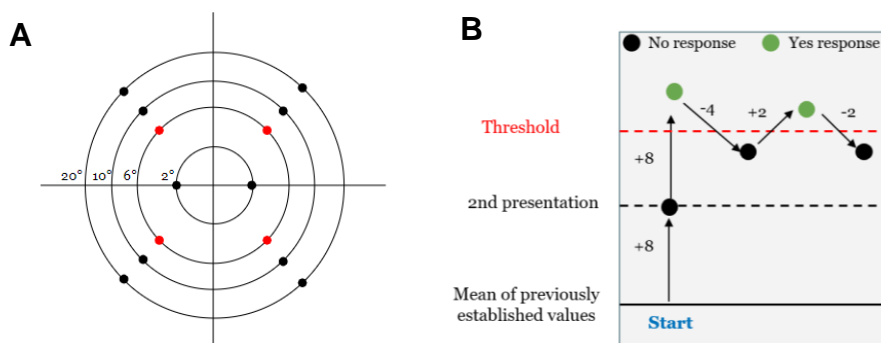 A
20° 10° 6° 2°
B
No response Yes response
-4 +2 -2
Threshold
+8
2nd presentation
+8
Mean of previously
established values
Start